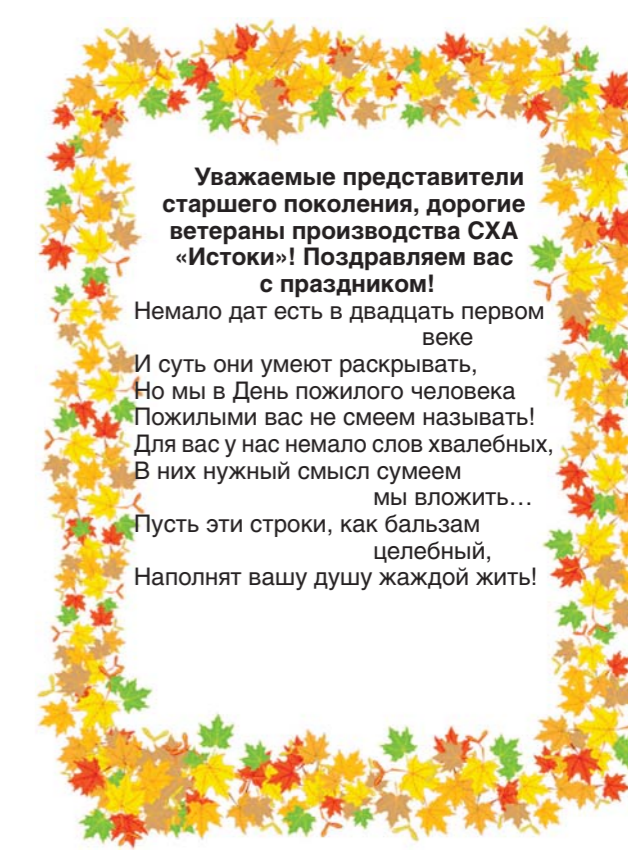 Уважаемые представители
старшего поколения, дорогие
ветераны производства СХА
«Истоки»! Поздравляем вас
с праздником!
Немало дат есть в двадцать первом
веке
И суть они умеют раскрывать,
Но мы в День пожилого человека
Пожилыми вас не смеем называть!
Для вас у нас немало слов хвалебных,
В них нужный смысл сумеем
мы вложить…
Пусть эти строки, как бальзам
целебный,
Наполнят вашу душу жаждой жить!